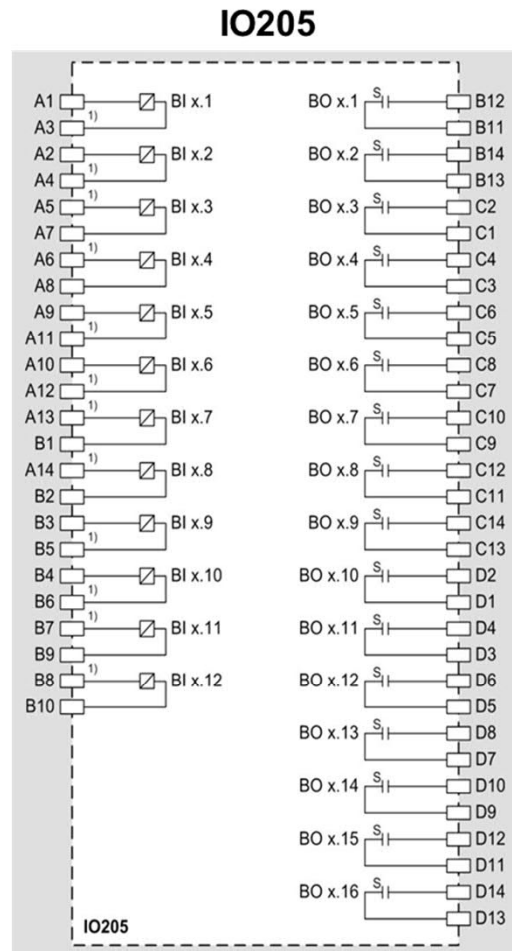 IO205
A1 BI x.1 BO x.1 S B12
A3 1) B11
A2 BI x.2 BO x.2 S B14
A4 1) B13
A5 1) BI x.3 BO x.3 S C2
A7 C1
A6 1) BI x.4 BO x.4 S C4
A8 C3
A9 BI x.5 BO x.5 S C6
A11 1) C5
A10 BI x.6 BO x.6 S C8
A12 1) C7
A13 1) BI x.7 BO x.7 S C10
B1 C9
A14 1) BI x.8 BO x.8 S C12
B2 C11
B3 BI x.9 BO x.9 S C14
B5 1) C13
B4 BI x.10 BO x.10 S D2
B6 1) D1
B7 1) BI x.11 BO x.11 S D4
B9 D3
B8 1) BI x.12 BO x.12 S D6
B10 D5
BO x.13 S D8
D7
BO x.14 S D10
D9
BO x.15 S D12
D11
BO x.16 S D14
D13
IO205